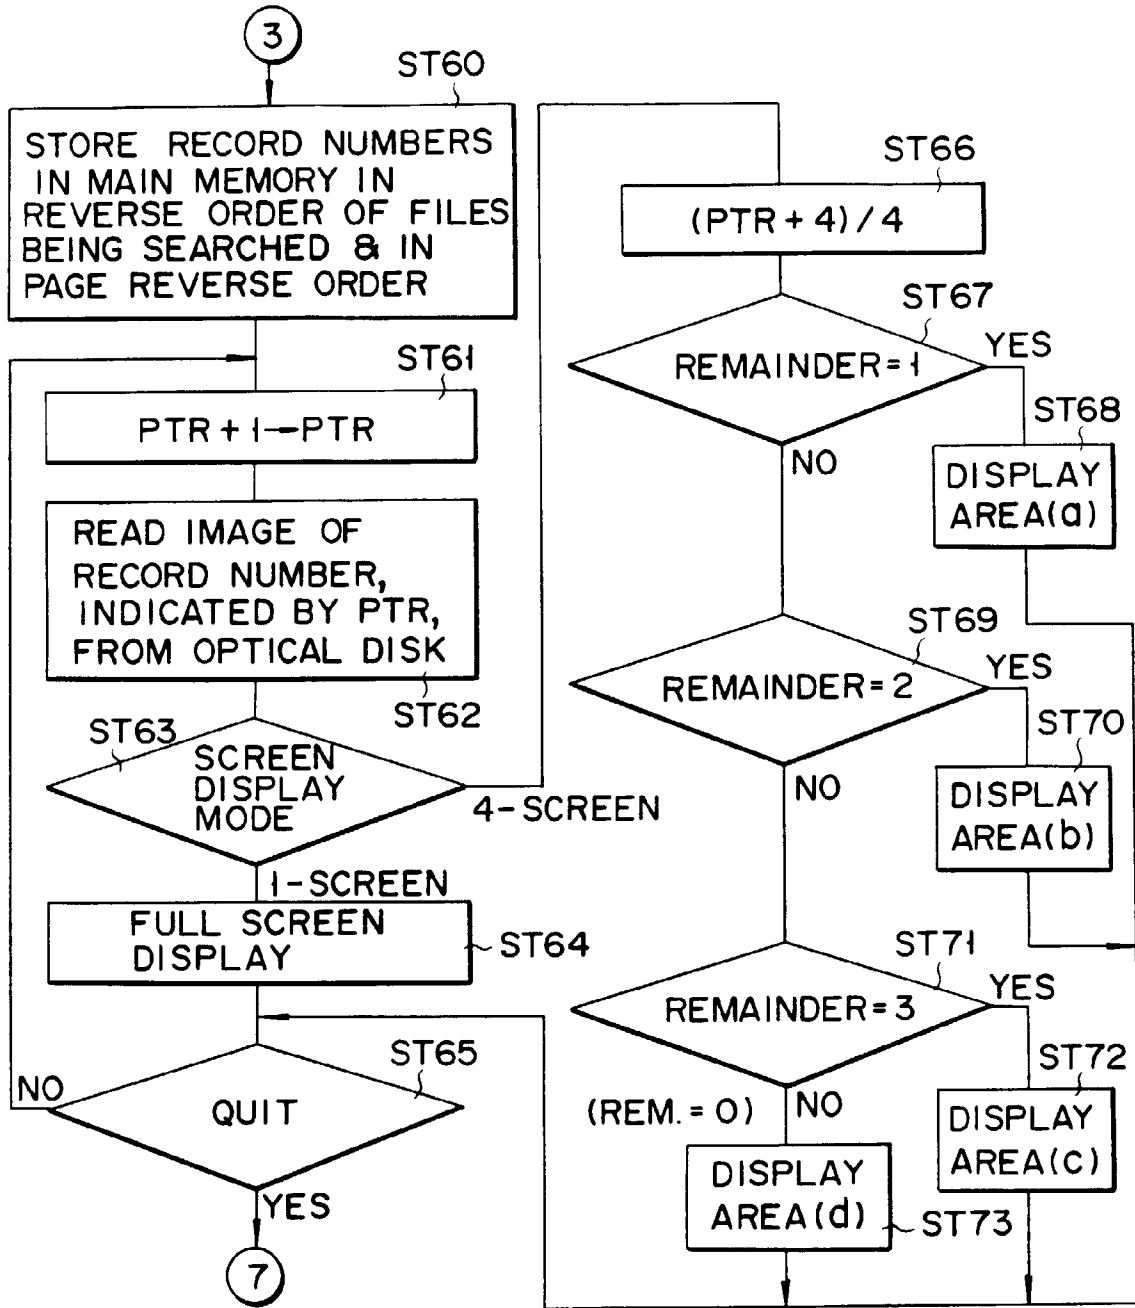 3
ST60
STORE RECORD NUMBERS
IN MAIN MEMORY IN
REVERSE ORDER OF FILES
BEING SEARCHED & IN
PAGE REVERSE ORDER
ST61
PTR + 1→PTR
READ IMAGE OF
RECORD NUMBER,
INDICATED BY PTR,
FROM OPTICAL DISK
ST62
ST63
SCREEN
DISPLAY
MODE
4-SCREEN
1-SCREEN
FULL SCREEN
DISPLAY
ST64
ST65
NO
QUIT
YES
7
ST66
(PTR + 4)/4
ST67
REMAINDER = 1
YES
NO
ST68
DISPLAY
AREA(a)
ST69
REMAINDER = 2
YES
NO
ST70
DISPLAY
AREA(b)
ST71
REMAINDER = 3
YES
(REM. = 0) NO
ST72
DISPLAY
AREA(c)
DISPLAY
AREA(d)
ST73